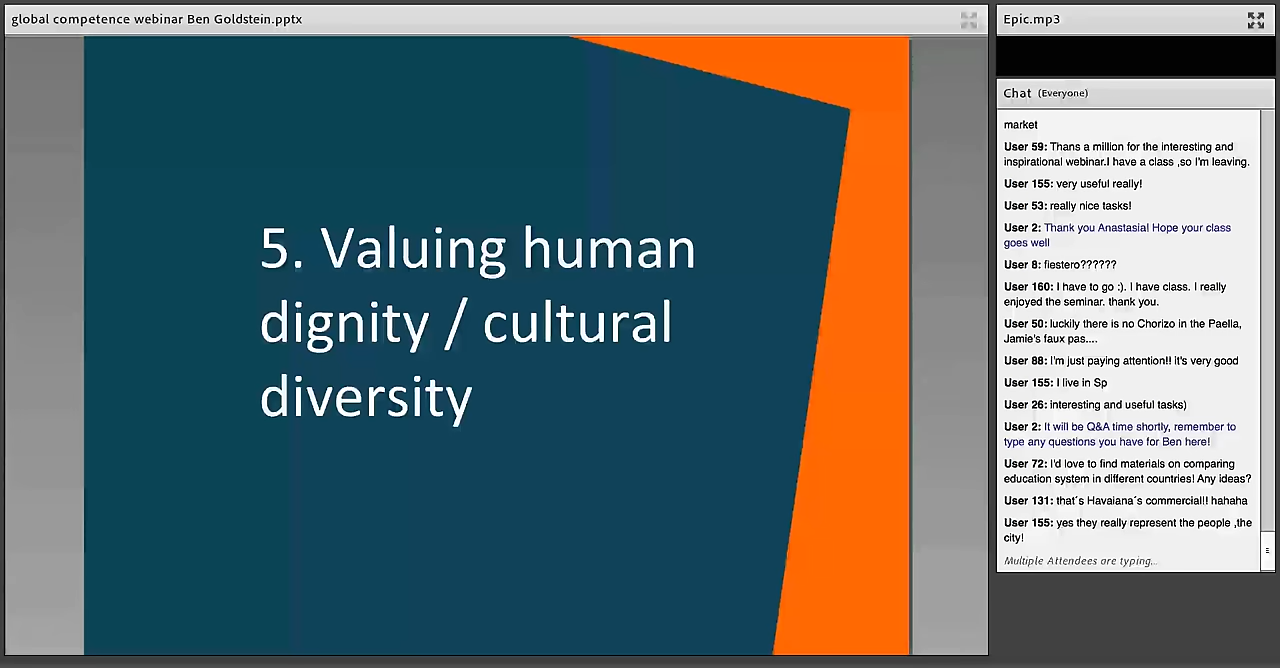 global competence webinar Ben Goldstein.pptx
5. Valuing human
dignity / cultural
diversity
Epic.mp3
Chat (Everyone)
market
User 59: Thans a million for the interesting and
inspirational webinar.I have a class ,so I'm leaving.
User 155: very useful really!
User 53: really nice tasks!
User 2: Thank you Anastasia! Hope your class
goes well
User 8: fiestero??????
User 160: I have to go :). I have class. I really
enjoyed the seminar. thank you.
User 50: luckily there is no Chorizo in the Paella,
Jamie's faux pas....
User 88: I'm just paying attention!! it's very good
User 155: I live in Sp
User 26: interesting and useful tasks)
User 2: It will be Q&A time shortly, remember to
type any questions you have for Ben here!
User 72: I'd love to find materials on comparing
education system in different countries! Any ideas?
User 131: that´s Havaiana´s commercial!! hahaha
User 155: yes they really represent the people ,the
city!
Multiple Attendees are typing...